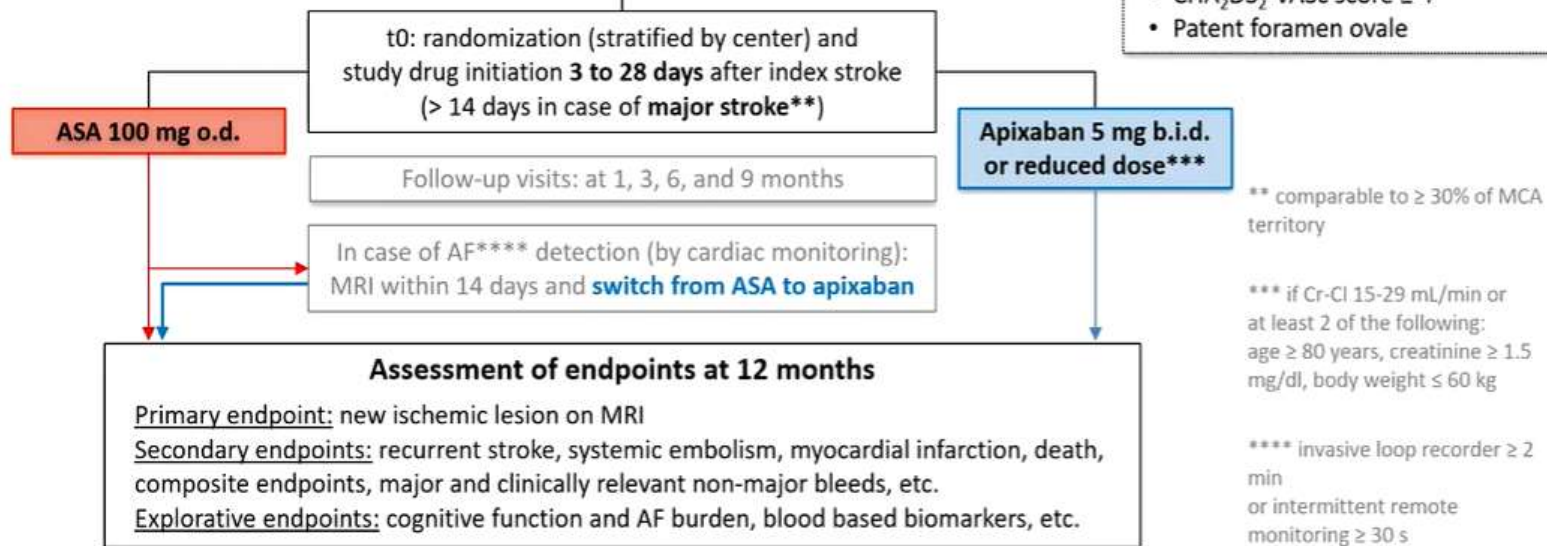 • Patent foramen ovale
t0: randomization (stratified by center) and
study drug initiation 3 to 28 days after index stroke
(> 14 days in case of major stroke**)
ASA 100 mg o.d.
Apixaban 5 mg b.i.d.
or reduced dose***
Follow-up visits: at 1, 3, 6, and 9 months
In case of AF**** detection (by cardiac monitoring):
MRI within 14 days and switch from ASA to apixaban
** comparable to ≥ 30% of MCA
territory
*** if Cr-Cl 15-29 mL/min or
at least 2 of the following:
age ≥ 80 years, creatinine ≥ 1.5
mg/dl, body weight ≤ 60 kg
**** invasive loop recorder ≥ 2
min
or intermittent remote
monitoring ≥ 30 s
Assessment of endpoints at 12 months
Primary endpoint: new ischemic lesion on MRI
Secondary endpoints: recurrent stroke, systemic embolism, myocardial infarction, death,
composite endpoints, major and clinically relevant non-major bleeds, etc.
Explorative endpoints: cognitive function and AF burden, blood based biomarkers, etc.